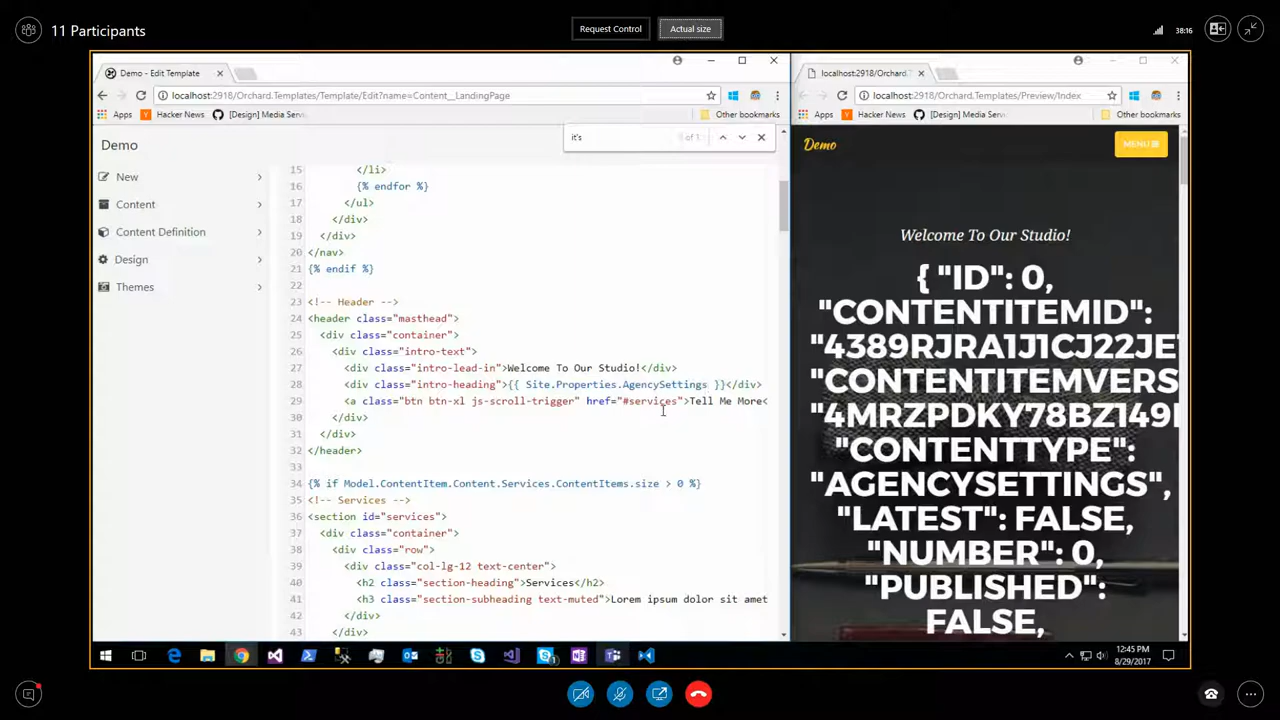 11 Participants
Request Control
Actual size
38:16
Demo - Edit Template
localhost:2918/Orchard.Templates/Template/Edit?name=Content__LandingPage
Apps
Hacker News
[Design] Media Serv
Other bookmarks
it's
of 1
Demo
New
Content
Content Definition
Design
Themes
15 </li>
16 {% endfor %}
17 </ul>
18 </div>
19 </div>
20 </nav>
21 {% endif %}
22
23 <!-- Header -->
24 <header class="masthead">
25 <div class="container">
26 <div class="intro-text">
27 <div class="intro-lead-in">Welcome To Our Studio!</div>
28 <div class="intro-heading">{{ Site.Properties.AgencySettings }}</div>
29 <a class="btn btn-xl js-scroll-trigger" href="#services">Tell Me More<
30 </div>
31 </div>
32 </header>
33
34 {% if Model.ContentItem.Content.Services.ContentItems.size > 0 %}
35 <!-- Services -->
36 <section id="services">
37 <div class="container">
38 <div class="row">
39 <div class="col-lg-12 text-center">
40 <h2 class="section-heading">Services</h2>
41 <h3 class="section-subheading text-muted">Lorem ipsum dolor sit amet
42 </div>
43 </div>
localhost:2918/Orchard.T
localhost:2918/Orchard.Templates/Preview/Index
Apps
Hacker News
[Design] Media Serv
Other bookmarks
Demo
MENU
Welcome To Our Studio!
{ "ID": 0,
"CONTENTITEMID":
"4389RJRA1J1CJ22JE
"CONTENTITEMVERS
"4MRZPDKY78BZ149
"CONTENTTYPE":
"AGENCYSETTINGS",
"LATEST": FALSE,
"NUMBER": 0,
"PUBLISHED":
FALSE,
12:45 PM
8/29/2017